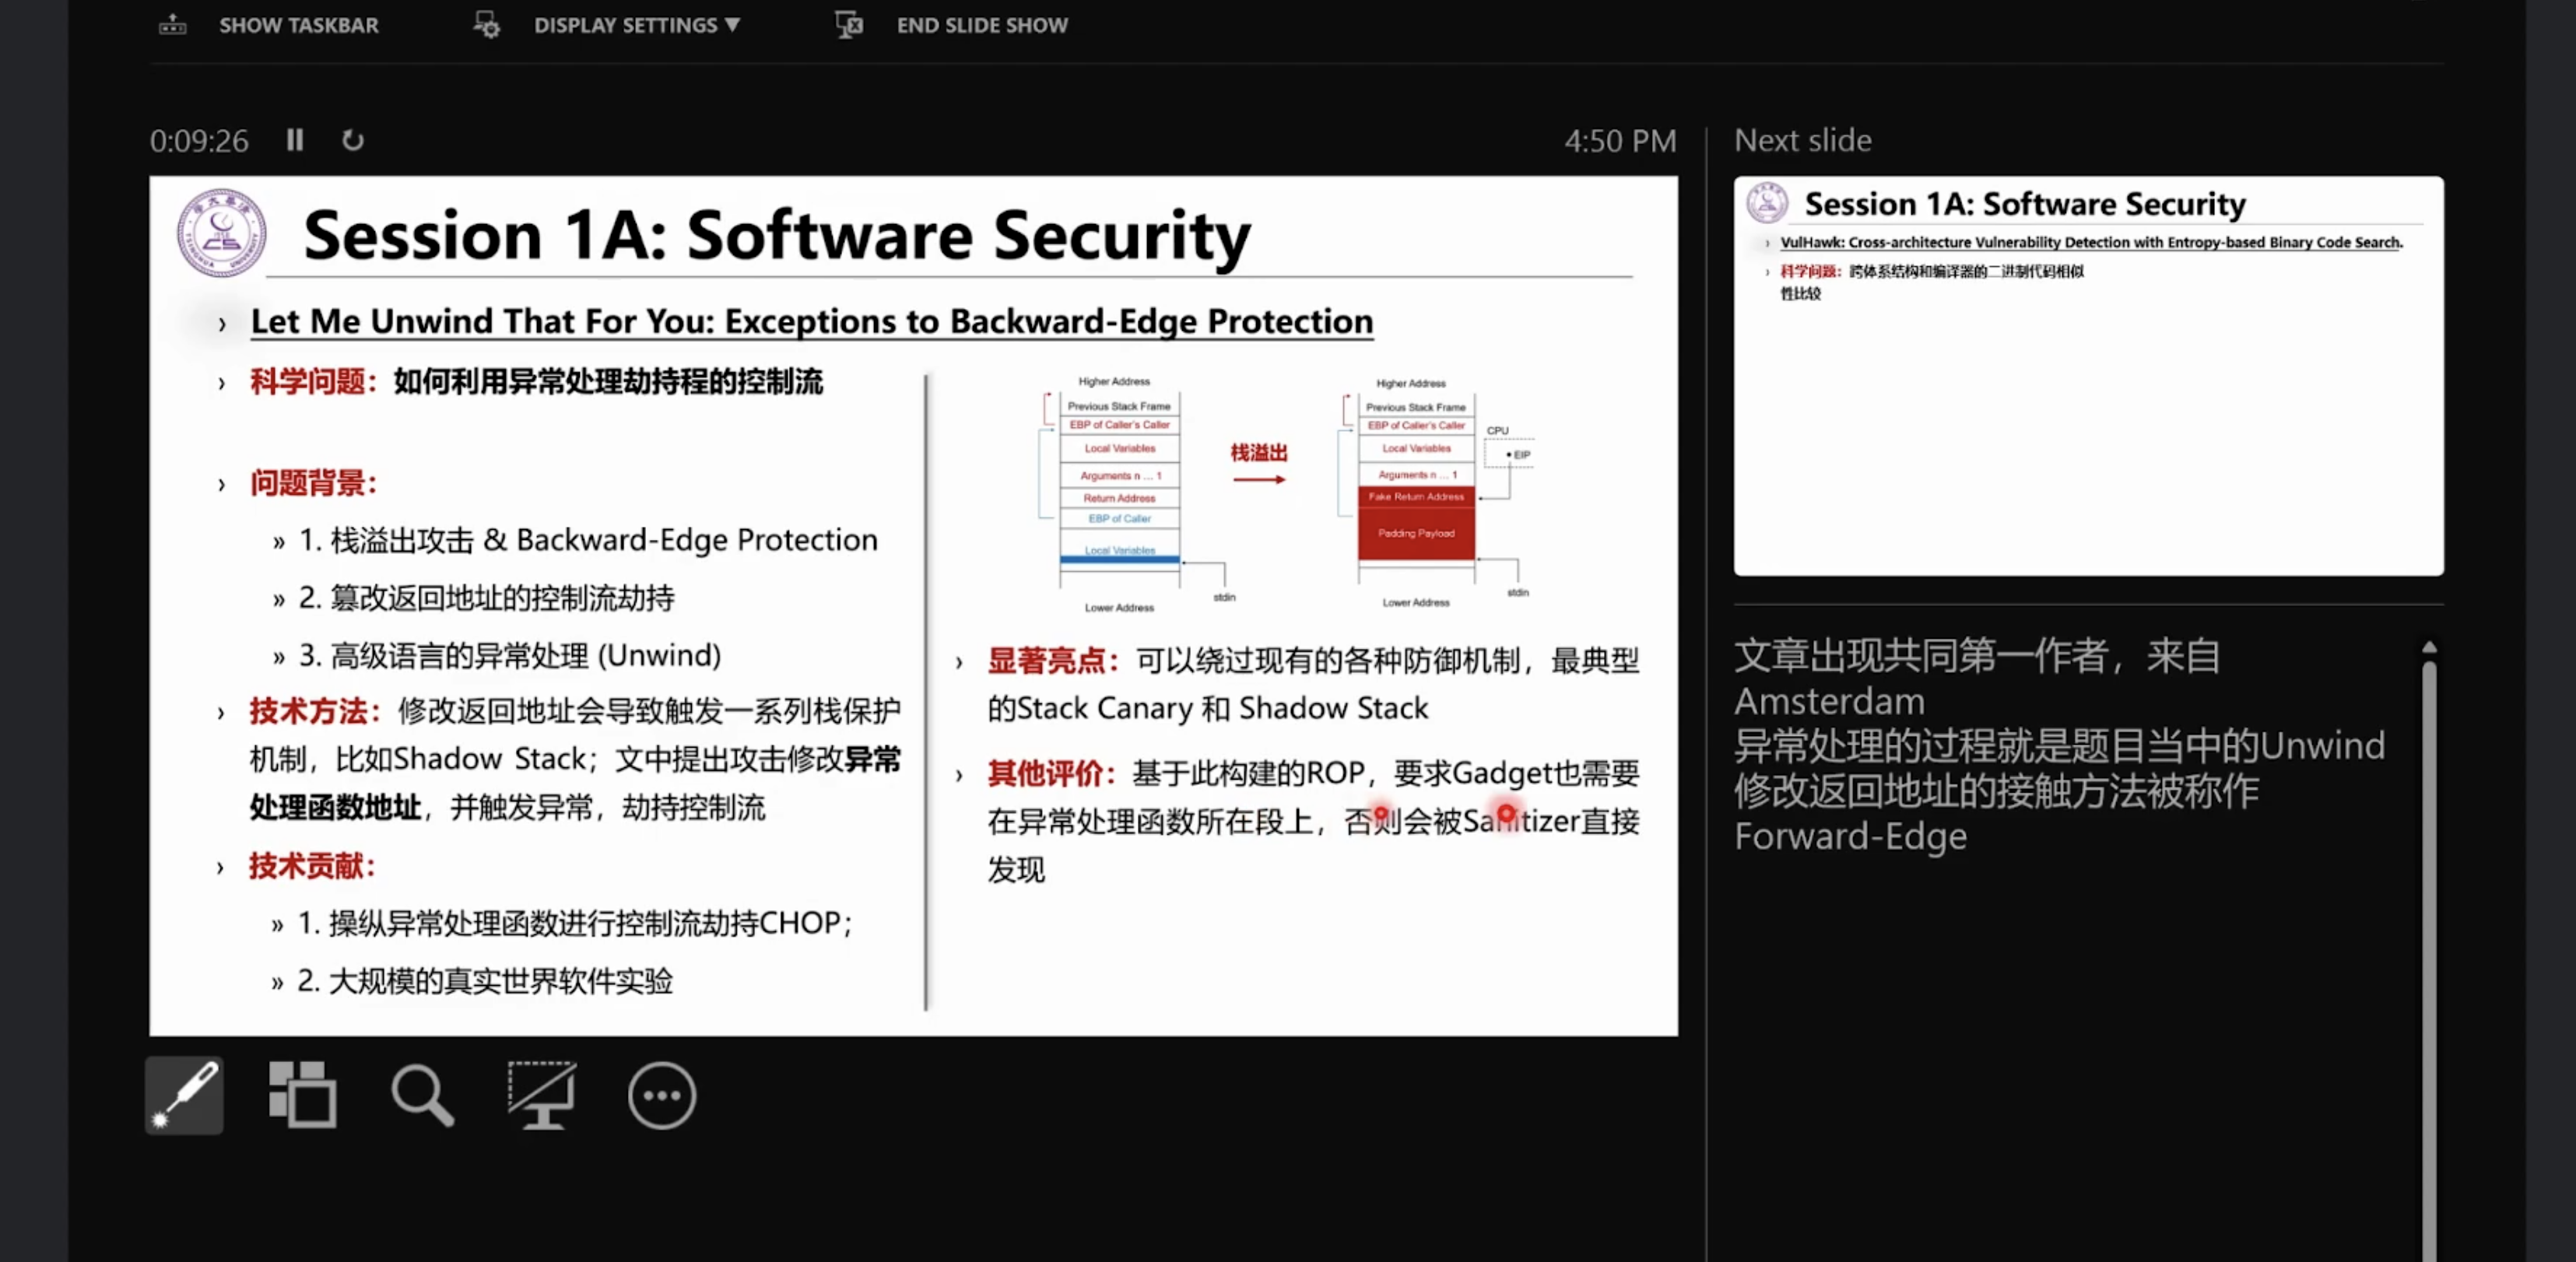 SHOW TASKBAR
DISPLAY SETTINGS ▼
END SLIDE SHOW
0:09:26
4:50 PM
Next slide
Session 1A: Software Security
› Let Me Unwind That For You: Exceptions to Backward-Edge Protection
› 科学问题：如何利用异常处理劫持程的控制流
› 问题背景：
» 1. 栈溢出攻击 & Backward-Edge Protection
» 2. 篡改返回地址的控制流劫持
» 3. 高级语言的异常处理 (Unwind)
› 技术方法：修改返回地址会导致触发一系列栈保护
机制，比如Shadow Stack；文中提出攻击修改异常
处理函数地址，并触发异常，劫持控制流
› 技术贡献：
» 1. 操纵异常处理函数进行控制流劫持CHOP；
» 2. 大规模的真实世界软件实验
Higher Address
Previous Stack Frame
EBP of Caller's Caller
Local Variables
Arguments n ... 1
Return Address
EBP of Caller
Local Variables
stdin
Lower Address
栈溢出
Higher Address
Previous Stack Frame
EBP of Caller's Caller
Local Variables
Arguments n ... 1
Fake Return Address
Padding Payload
CPU
EIP
stdin
Lower Address
› 显著亮点：可以绕过现有的各种防御机制，最典型
的Stack Canary 和 Shadow Stack
› 其他评价：基于此构建的ROP，要求Gadget也需要
在异常处理函数所在段上，否则会被Sanitizer直接
发现
Session 1A: Software Security
› VulHawk: Cross-architecture Vulnerability Detection with Entropy-based Binary Code Search.
› 科学问题：跨体系结构和编译器的二进制代码相似
性比较
文章出现共同第一作者，来自
Amsterdam
异常处理的过程就是题目当中的Unwind
修改返回地址的接触方法被称作
Forward-Edge